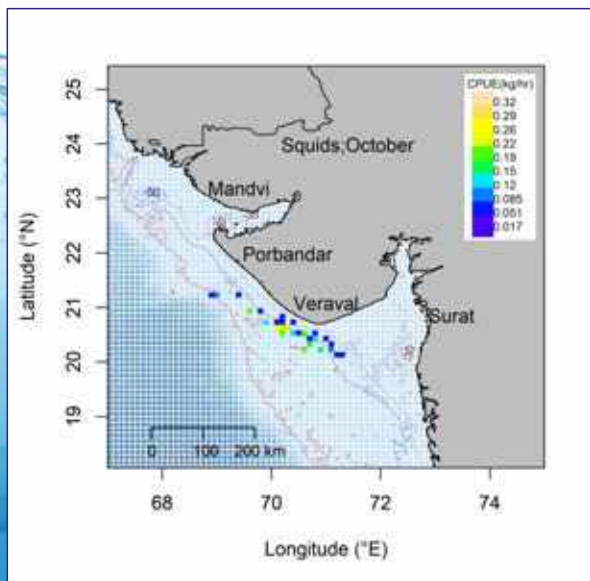 CPUE(kg/hr)
0.32
0.29
0.26
0.22
0.19
0.15
0.12
0.085
0.051
0.017
Squids,October
Mandvi
Porbandar
Veraval
Surat
-50
25
24
23
22
21
20
19
Latitude (°N)
0 100 200 km
68 70 72 74
Longitude (°E)